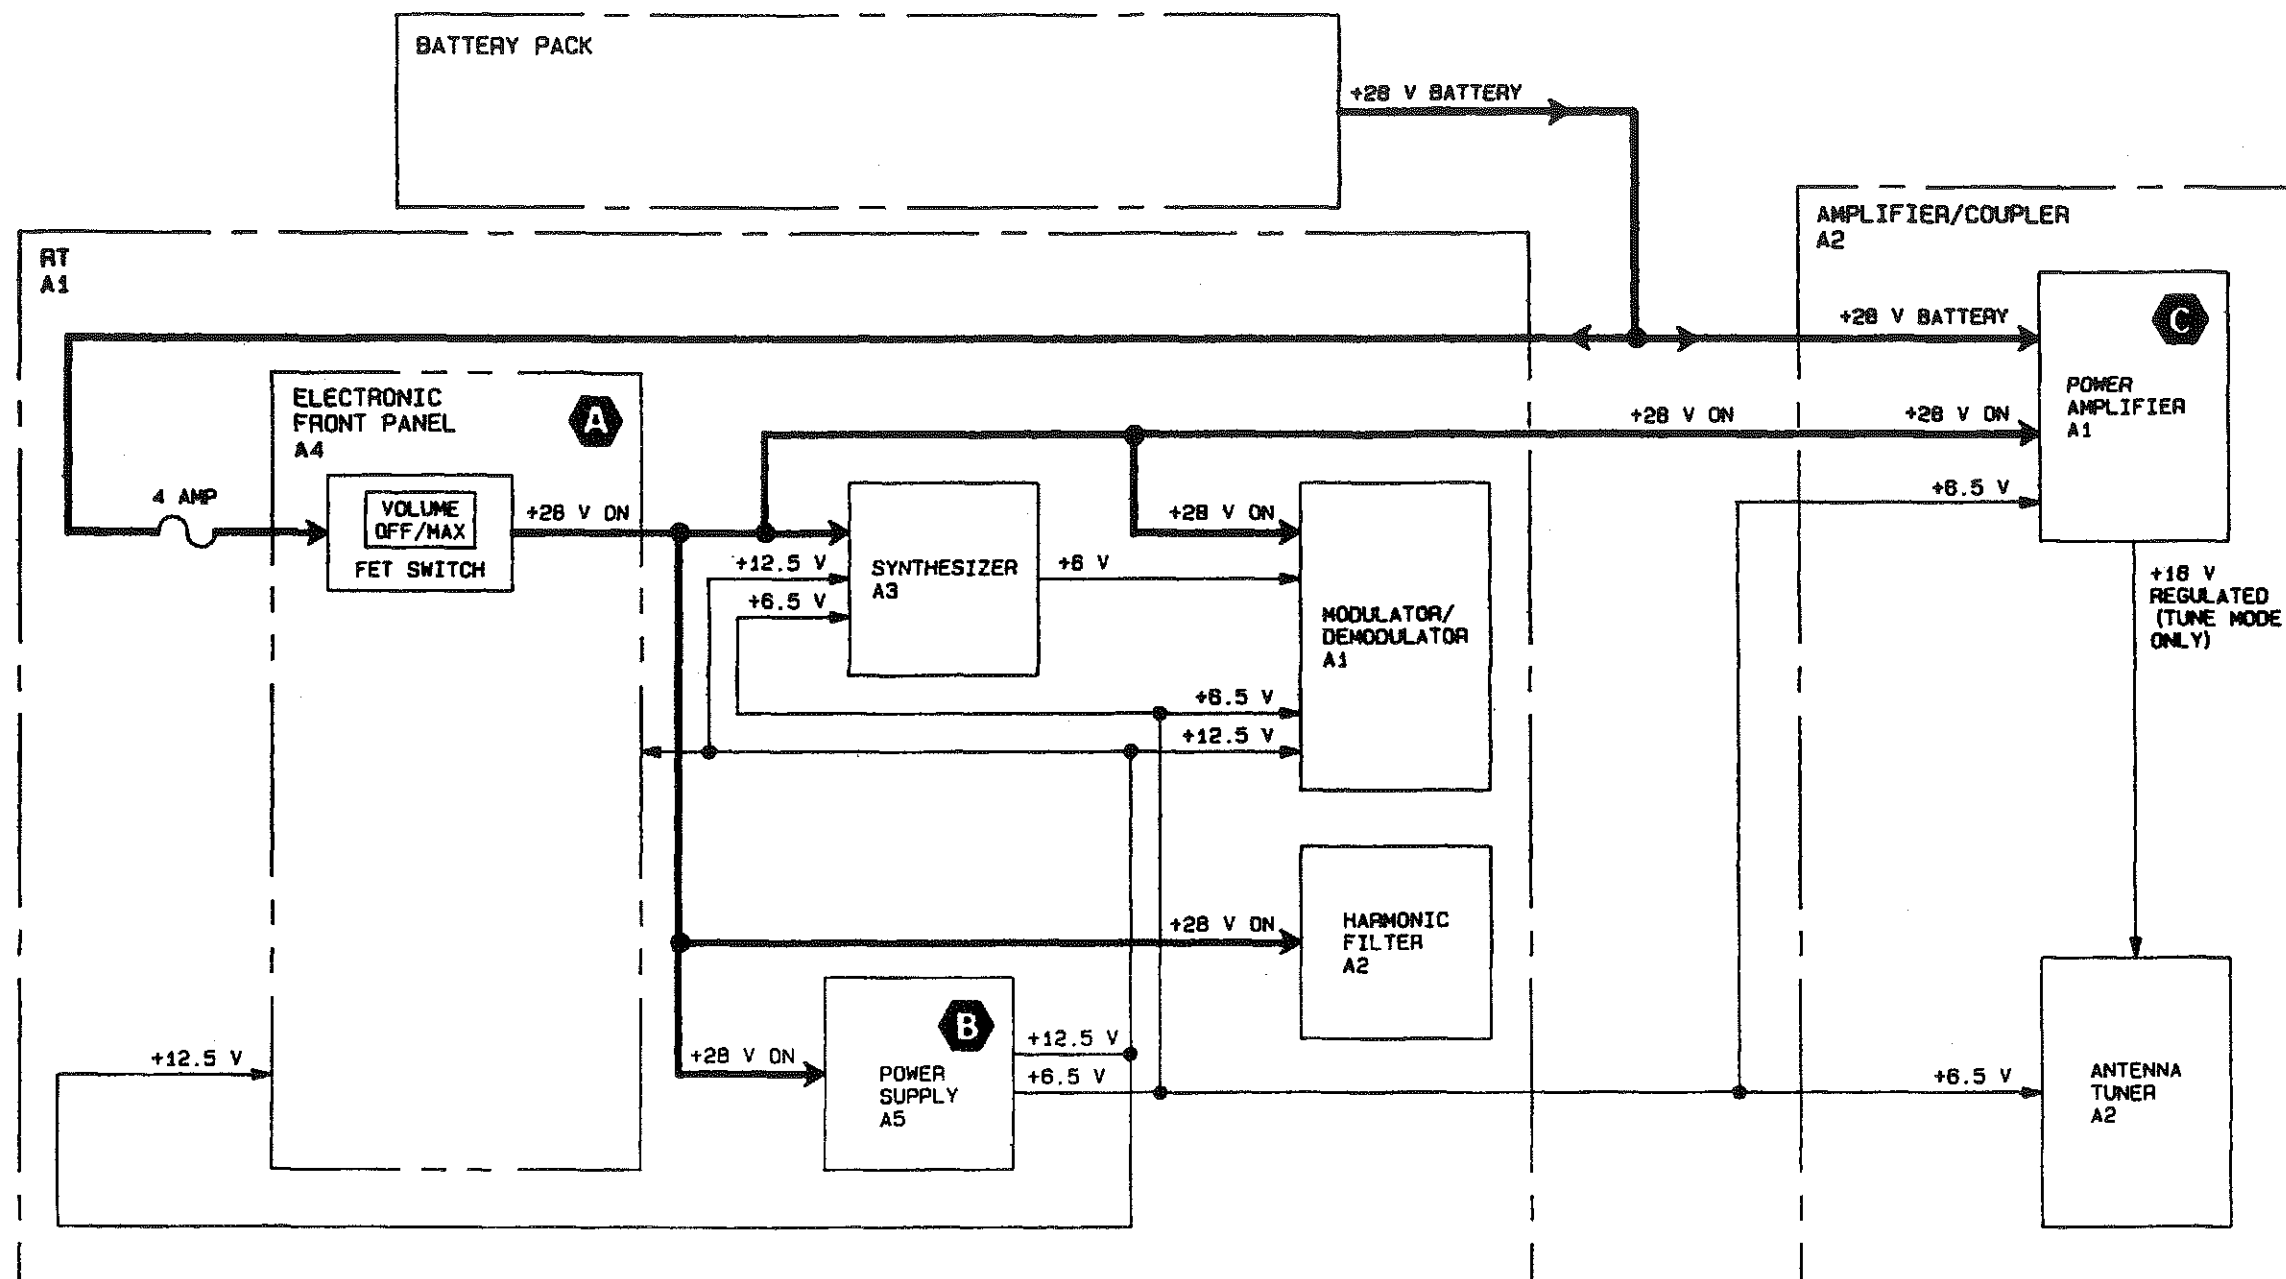 BATTERY PACK
+28 V BATTERY
RT
A1
AMPLIFIER/COUPLER
A2
+28 V BATTERY
C
POWER
AMPLIFIER
A1
ELECTRONIC
FRONT PANEL
A4
A
+28 V ON
+28 V ON
4 AMP
VOLUME
OFF/MAX
FET SWITCH
+28 V ON
+28 V ON
+6.5 V
+12.5 V
+6.5 V
SYNTHESIZER
A3
+6 V
MODULATOR/
DEMODULATOR
A1
+18 V
REGULATED
(TUNE MODE
ONLY)
+6.5 V
+12.5 V
+28 V ON
HARMONIC
FILTER
A2
+12.5 V
+28 V ON
B
POWER
SUPPLY
A5
+12.5 V
+6.5 V
+6.5 V
ANTENNA
TUNER
A2